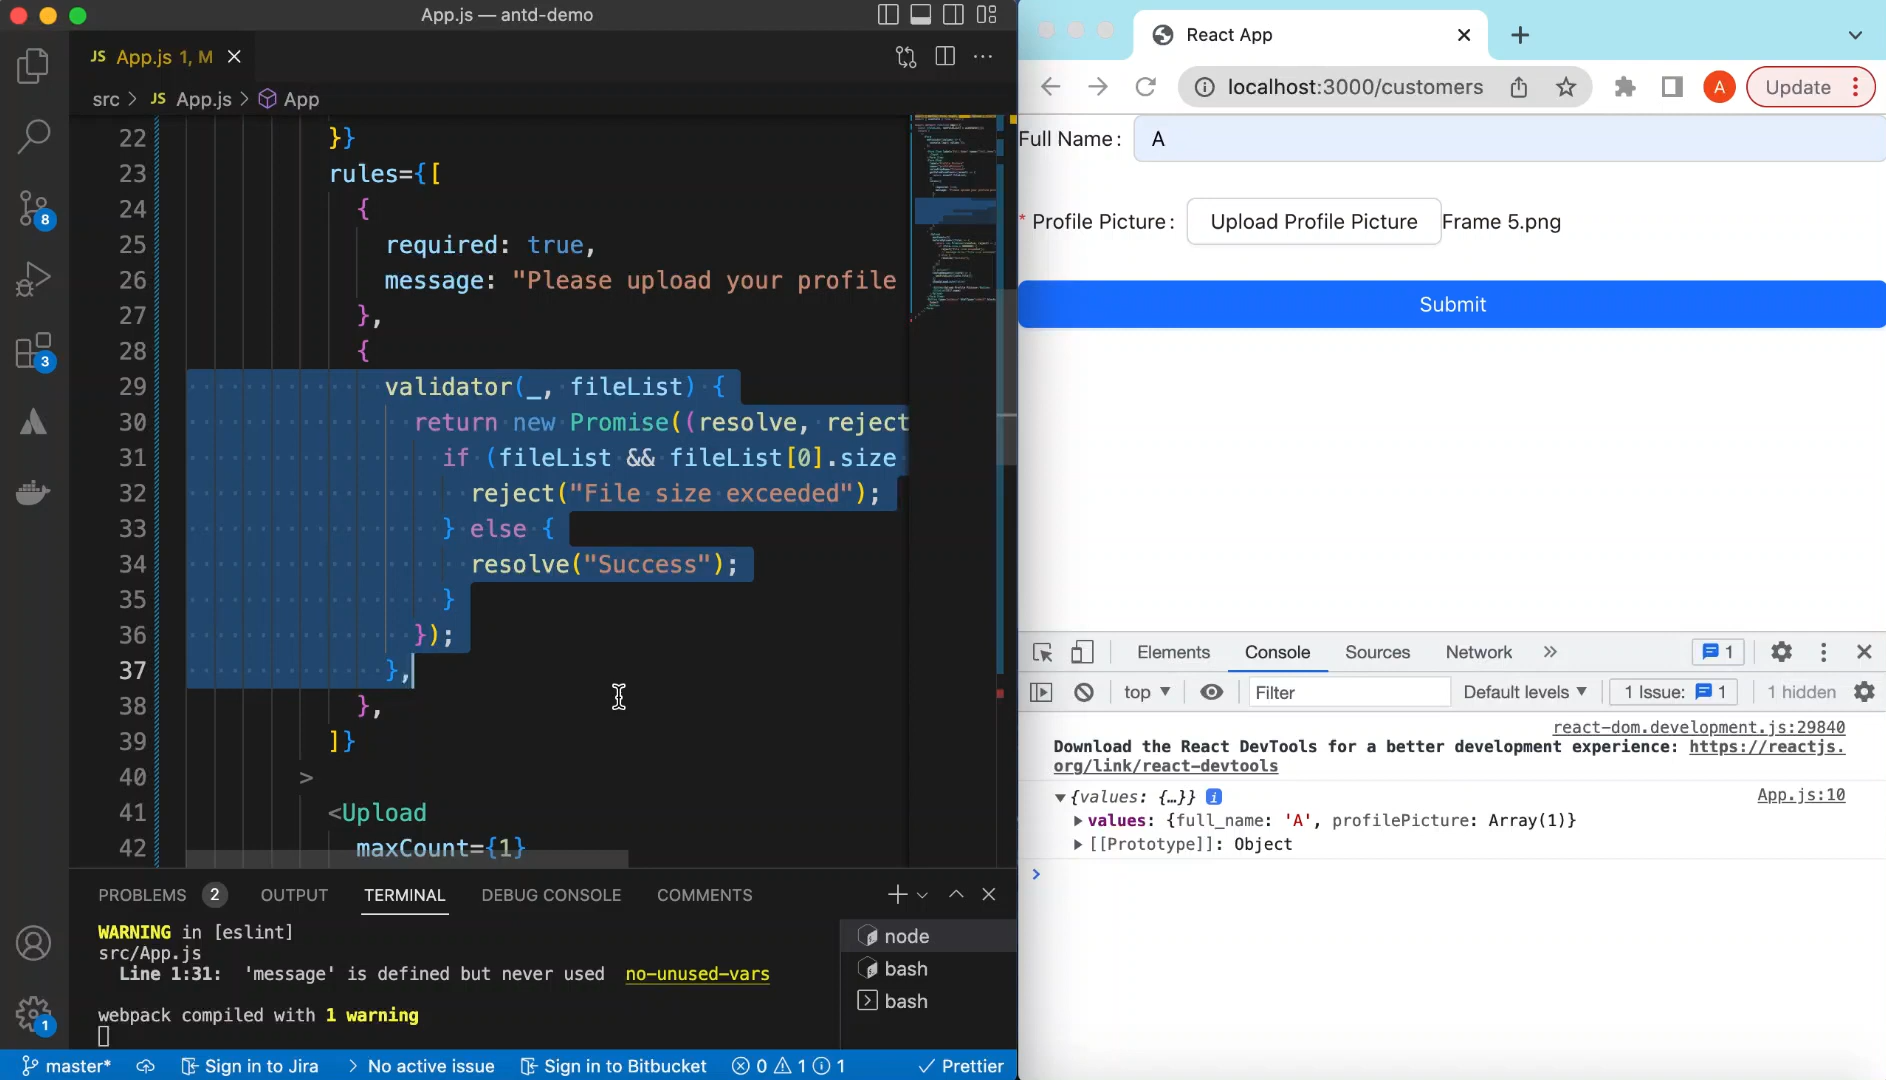 App.js — antd-demo
JS App.js 1, M
src > JS App.js > App
22 }}
23 rules={[
24 {
25 required: true,
26 message: "Please upload your profile
27 },
28 {
29 validator(_, fileList) {
30 return new Promise((resolve, reject
31 if (fileList && fileList[0].size
32 reject("File size exceeded");
33 } else {
34 resolve("Success");
35 }
36 });
37 },
38 },
39 ]}
40 >
41 <Upload
42 maxCount={1}
8
3
1
PROBLEMS 2 OUTPUT TERMINAL DEBUG CONSOLE COMMENTS
WARNING in [eslint]
src/App.js
Line 1:31: 'message' is defined but never used no-unused-vars
webpack compiled with 1 warning
node
bash
bash
master* Sign in to Jira > No active issue Sign in to Bitbucket 0 1 1 Prettier
React App
localhost:3000/customers A Update
Full Name : A
* Profile Picture : Upload Profile Picture Frame 5.png
Submit
Elements Console Sources Network 1
top Filter Default levels 1 Issue: 1 1 hidden
react-dom.development.js:29840
Download the React DevTools for a better development experience: https://reactjs.
org/link/react-devtools
{values: {…}} i App.js:10
values: {full_name: 'A', profilePicture: Array(1)}
[[Prototype]]: Object